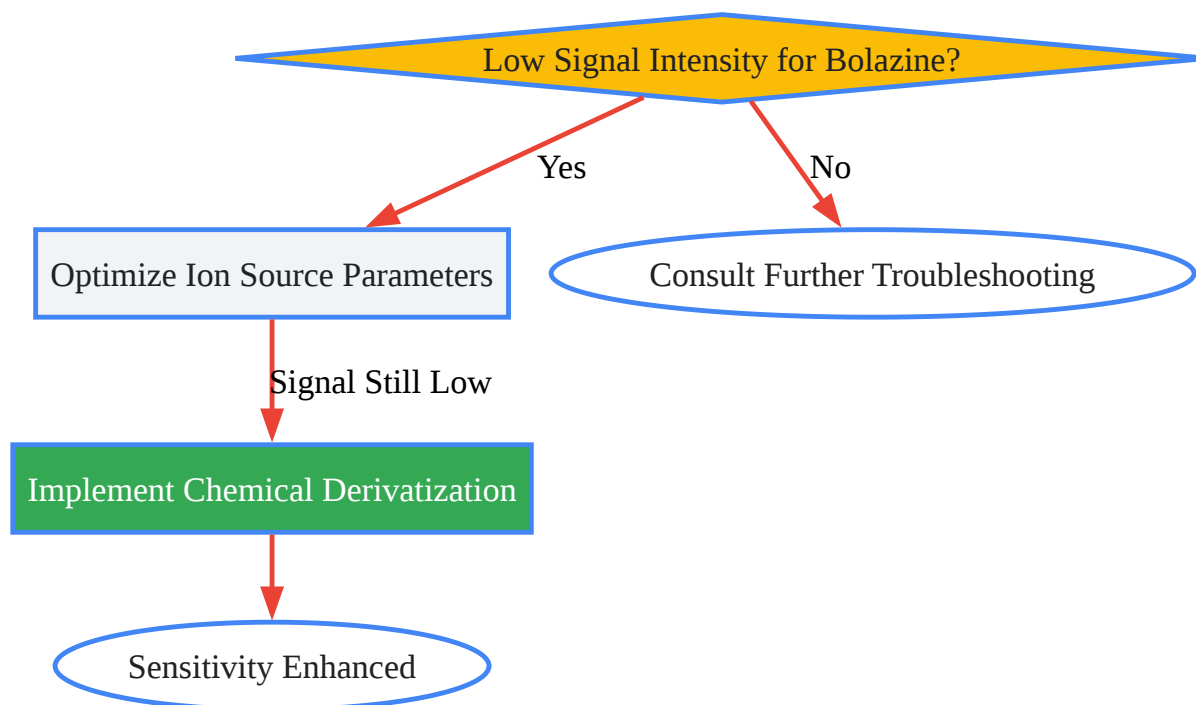 Low Signal Intensity for Bolazine?
Yes
No
Optimize Ion Source Parameters
Consult Further Troubleshooting
Signal Still Low
Implement Chemical Derivatization
Sensitivity Enhanced